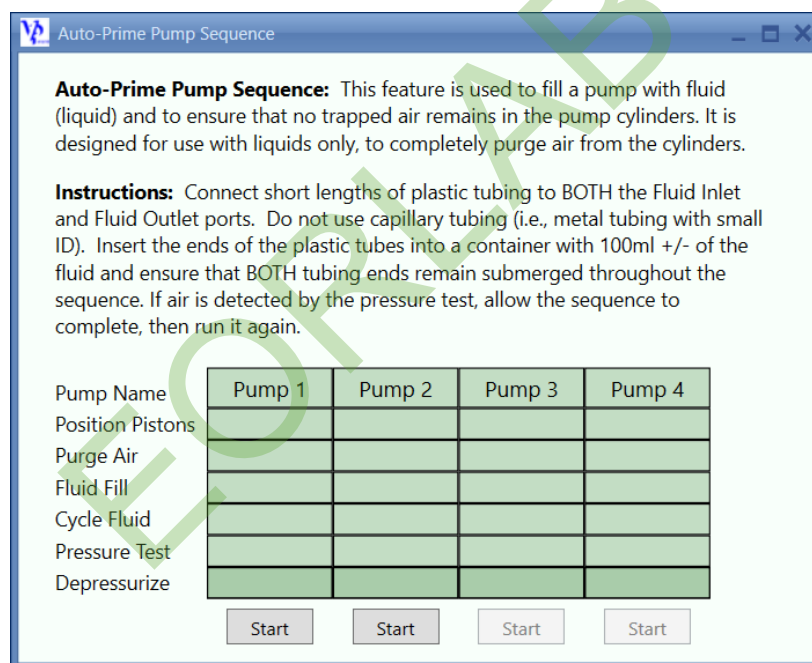 Auto-Prime Pump Sequence
Auto-Prime Pump Sequence: This feature is used to fill a pump with fluid
(liquid) and to ensure that no trapped air remains in the pump cylinders. It is
designed for use with liquids only, to completely purge air from the cylinders.
Instructions: Connect short lengths of plastic tubing to BOTH the Fluid Inlet
and Fluid Outlet ports. Do not use capillary tubing (i.e., metal tubing with small
ID). Insert the ends of the plastic tubes into a container with 100ml +/- of the
fluid and ensure that BOTH tubing ends remain submerged throughout the
sequence. If air is detected by the pressure test, allow the sequence to
complete, then run it again.
Pump Name Pump 1 Pump 2 Pump 3 Pump 4
Position Pistons
Purge Air
Fluid Fill
Cycle Fluid
Pressure Test
Depressurize
Start Start Start Start
EORLAB